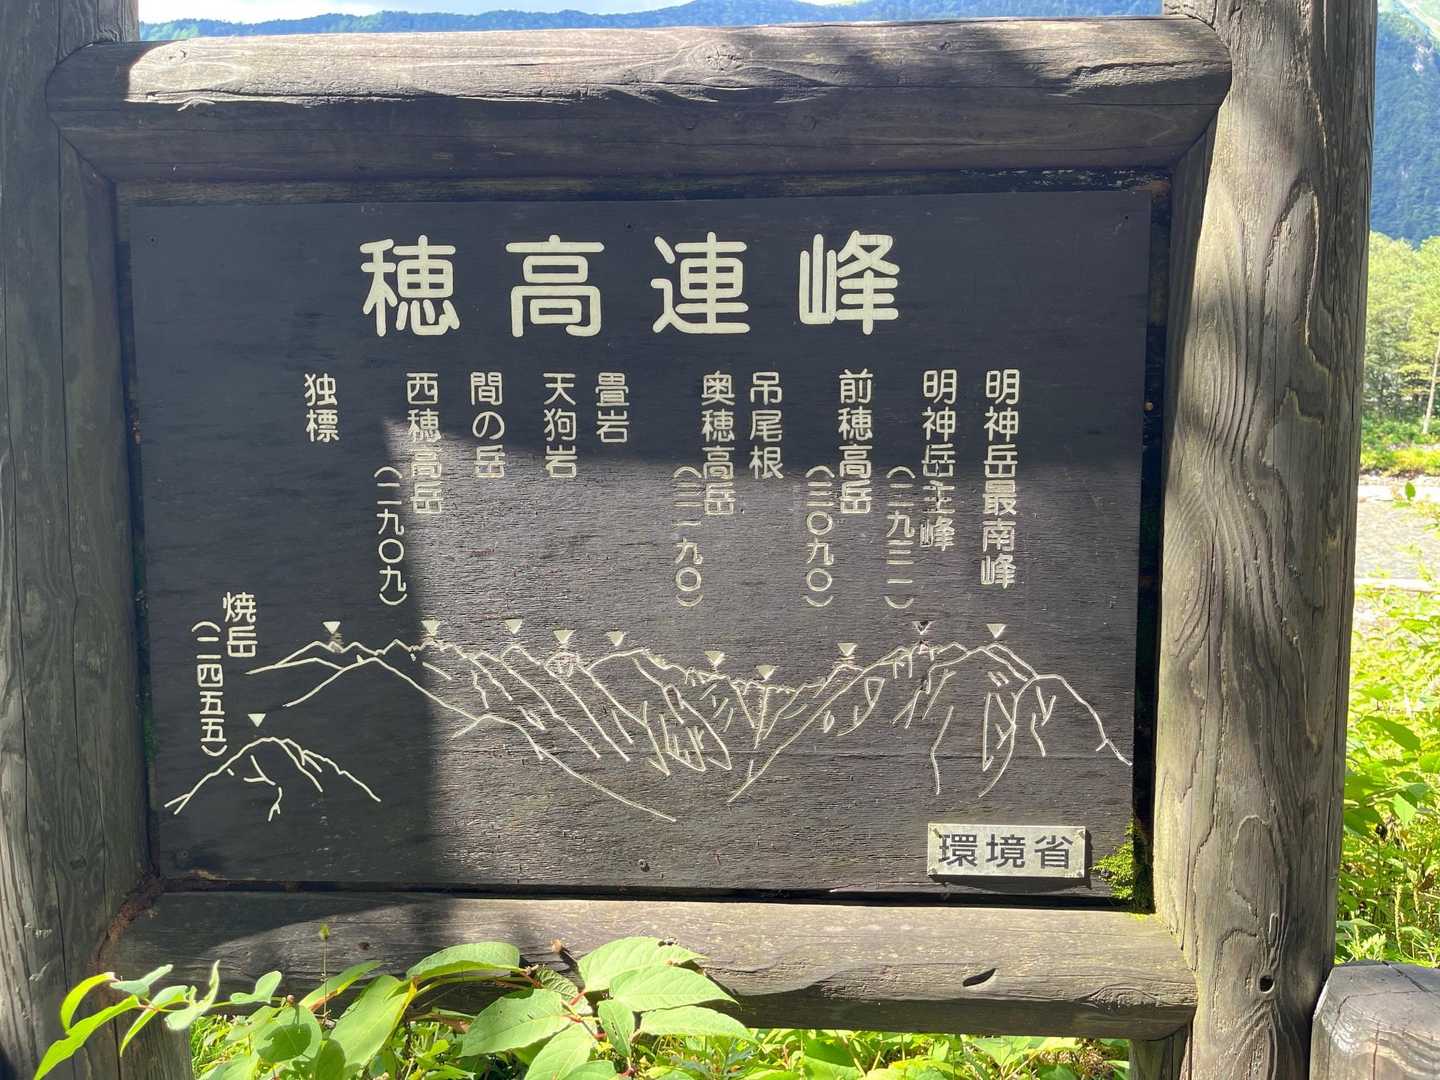 穂高連峰
明神岳最南峰
明神岳主峰
(二九三一)
前穂高岳
(三〇九〇)
吊尾根
奥穂高岳
(三一九〇)
畳岩
天狗岩
間の岳
西穂高岳
(二九〇九)
独標
焼岳
(二四五五)
環境省